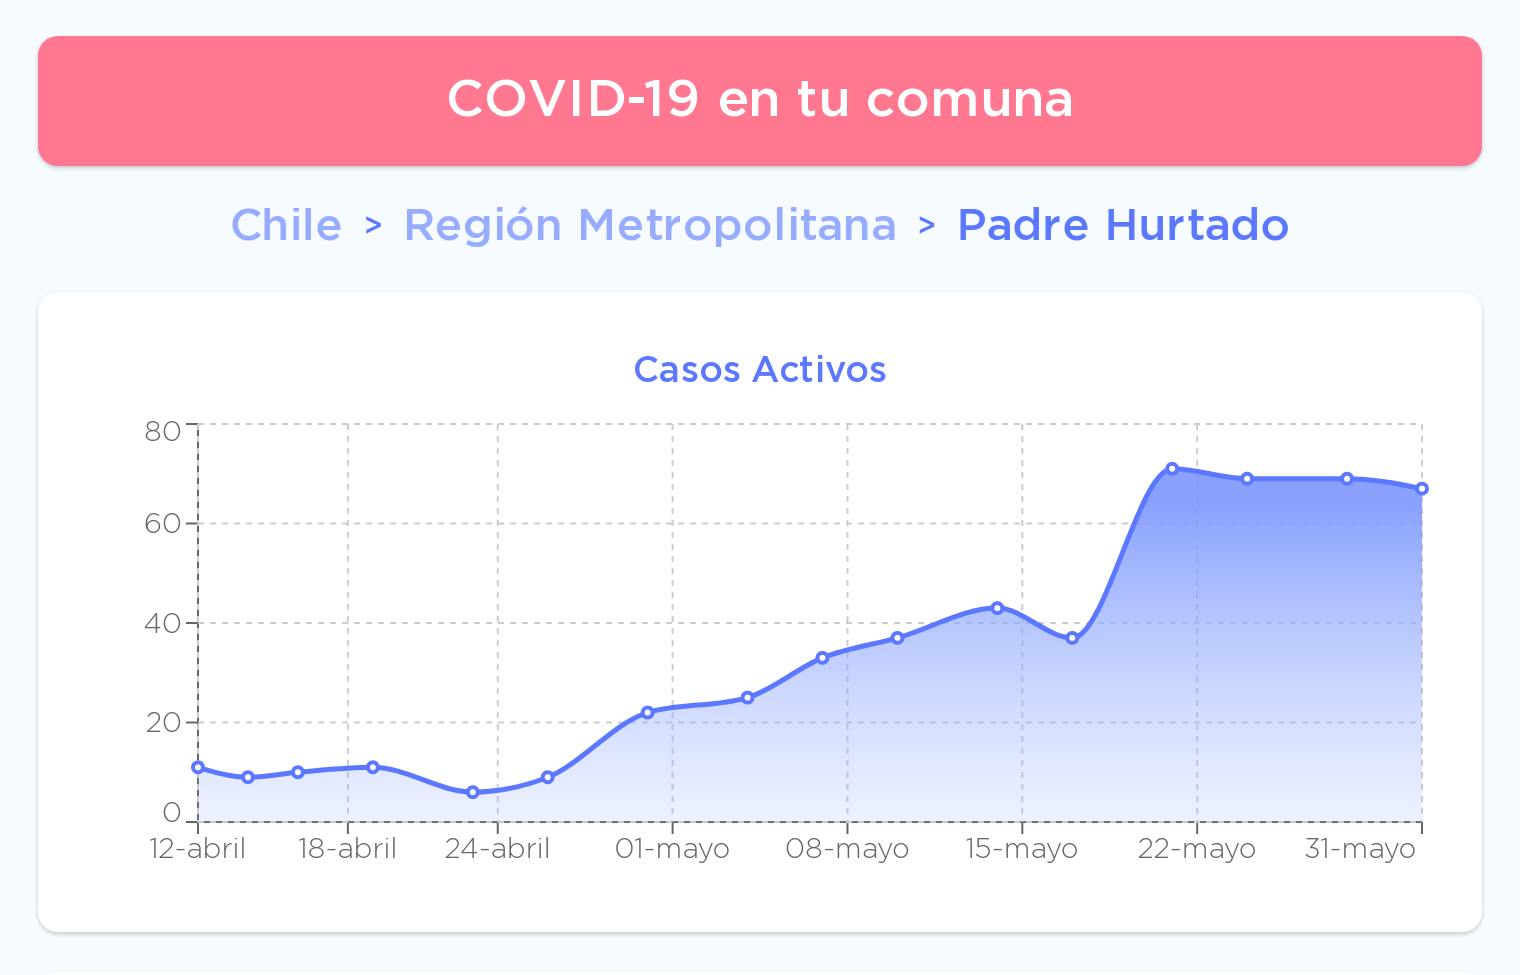 COVID-19 en tu comuna
Chile > Región Metropolitana > Padre Hurtado
Casos Activos
80
60
40
20
0
12-abril 18-abril 24-abril 01-mayo 08-mayo 15-mayo 22-mayo 31-mayo